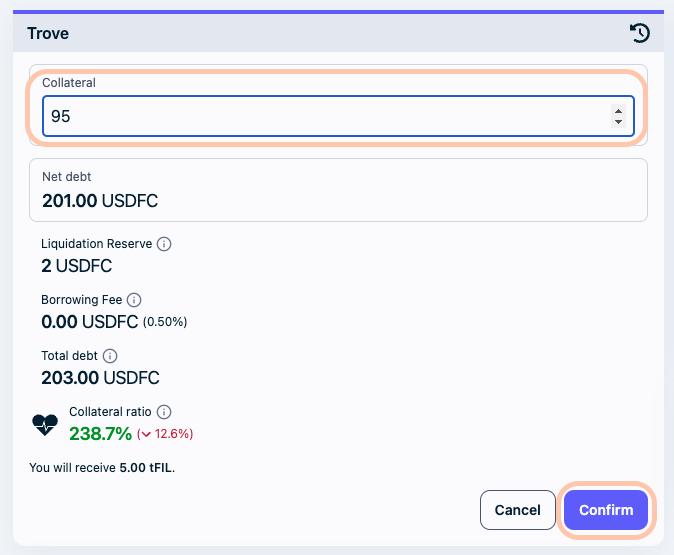 Trove
Collateral
95
Net debt
201.00 USDFC
Liquidation Reserve
2 USDFC
Borrowing Fee
0.00 USDFC (0.50%)
Total debt
203.00 USDFC
Collateral ratio
238.7% (12.6%)
You will receive 5.00 tFIL.
Cancel Confirm